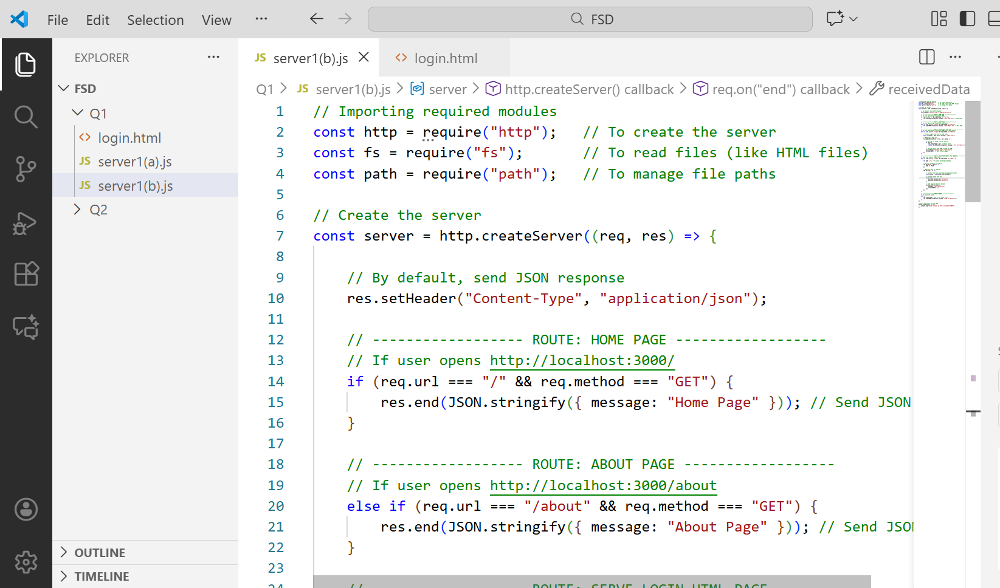 File Edit Selection View ··· FSD
EXPLORER ···
FSD
Q1
login.html
JS server1(a).js
JS server1(b).js
Q2
OUTLINE
TIMELINE
JS server1(b).js login.html
Q1 > JS server1(b).js > server > http.createServer() callback > req.on("end") callback > receivedData
1 // Importing required modules
2 const http = require("http"); // To create the server
3 const fs = require("fs"); // To read files (like HTML files)
4 const path = require("path"); // To manage file paths
5
6 // Create the server
7 const server = http.createServer((req, res) => {
8
9 // By default, send JSON response
10 res.setHeader("Content-Type", "application/json");
11
12 // ------------------ ROUTE: HOME PAGE ------------------
13 // If user opens http://localhost:3000/
14 if (req.url === "/" && req.method === "GET") {
15 res.end(JSON.stringify({ message: "Home Page" })); // Send JSON
16 }
17
18 // ------------------ ROUTE: ABOUT PAGE ------------------
19 // If user opens http://localhost:3000/about
20 else if (req.url === "/about" && req.method === "GET") {
21 res.end(JSON.stringify({ message: "About Page" })); // Send JSON
22 }
23
24 // ROUTE: SERVE LOGIN HTML PAGE